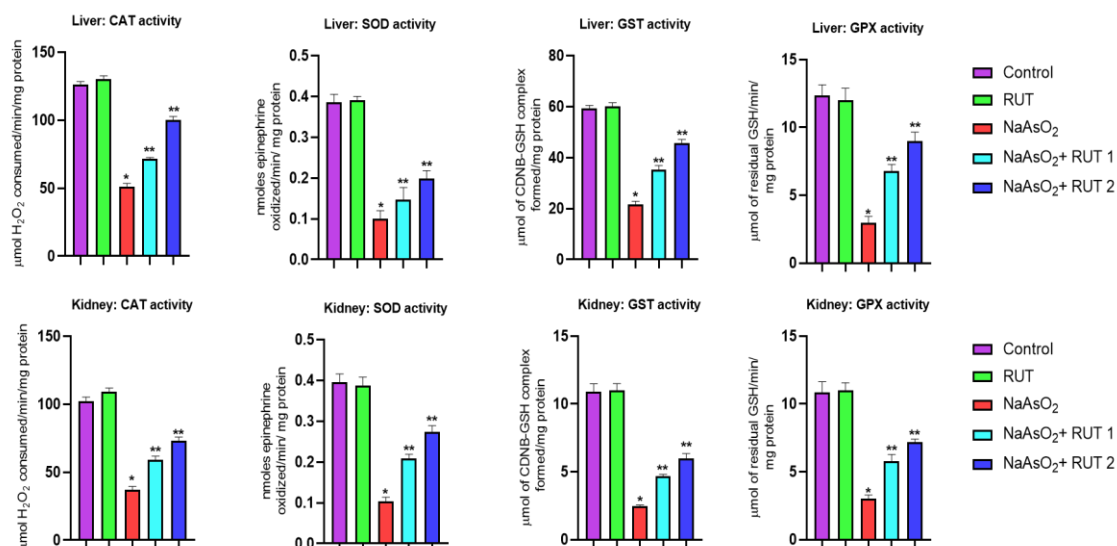 Liver: CAT activity
μmol H₂O₂ consumed/min/mg protein
150
100
50
0
*
**
**
Liver: SOD activity
nmoles epinephrine
oxidized/min/ mg protein
0.5
0.4
0.3
0.2
0.1
0.0
*
**
**
Liver: GST activity
μmol of CDNB-GSH complex
formed/mg protein
80
60
40
20
0
*
**
**
Liver: GPX activity
μmol of residual GSH/min/
mg protein
15
10
5
0
*
**
**
Control
RUT
NaAsO₂
NaAsO₂+ RUT 1
NaAsO₂+ RUT 2
Kidney: CAT activity
μmol H₂O₂ consumed/min/mg protein
150
100
50
0
*
**
**
Kidney: SOD activity
nmoles epinephrine
oxidized/min/ mg protein
0.5
0.4
0.3
0.2
0.1
0.0
*
**
**
Kidney: GST activity
μmol of CDNB-GSH complex
formed/mg protein
15
10
5
0
*
**
**
Kidney: GPX activity
μmol of residual GSH/min/
mg protein
15
10
5
0
*
**
**
Control
RUT
NaAsO₂
NaAsO₂+ RUT 1
NaAsO₂+ RUT 2